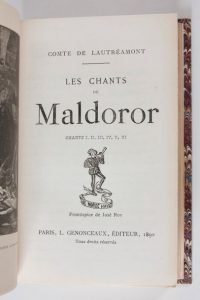 COMTE DE LAUTRÉAMONT
LES CHANTS
DE
Maldoror
CHANTS I, II, III, IV, V, VI
Frontispice de José Roy
PARIS, L. GENONCEAUX, ÉDITEUR, 1890
Tous droits réservés